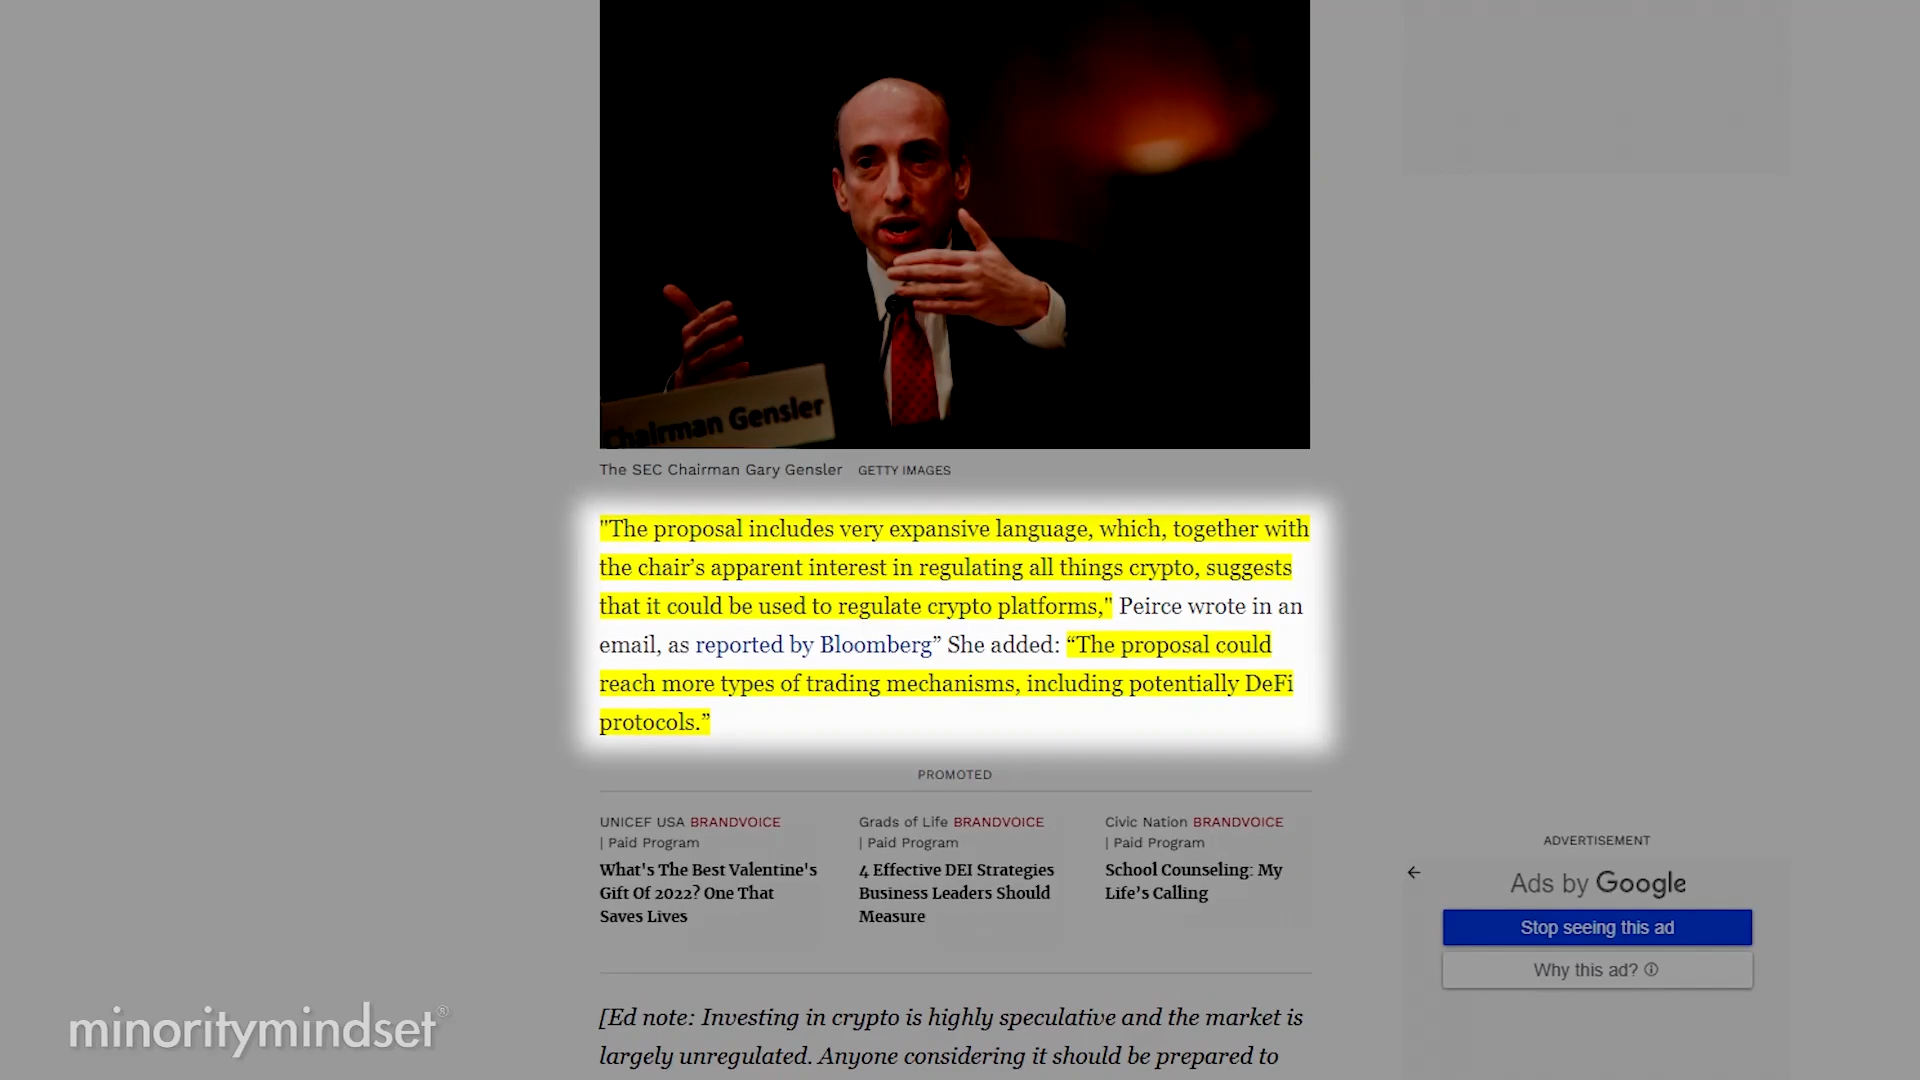 Chairman Gensler
The SEC Chairman Gary Gensler GETTY IMAGES
"The proposal includes very expansive language, which, together with
the chair’s apparent interest in regulating all things crypto, suggests
that it could be used to regulate crypto platforms," Peirce wrote in an
email, as reported by Bloomberg” She added: “The proposal could
reach more types of trading mechanisms, including potentially DeFi
protocols.”
PROMOTED
UNICEF USA BRANDVOICE
| Paid Program
What's The Best Valentine's
Gift Of 2022? One That
Saves Lives
Grads of Life BRANDVOICE
| Paid Program
4 Effective DEI Strategies
Business Leaders Should
Measure
Civic Nation BRANDVOICE
| Paid Program
School Counseling: My
Life’s Calling
ADVERTISEMENT
Ads by Google
Stop seeing this ad
Why this ad?
[Ed note: Investing in crypto is highly speculative and the market is
largely unregulated. Anyone considering it should be prepared to
minoritymindset®